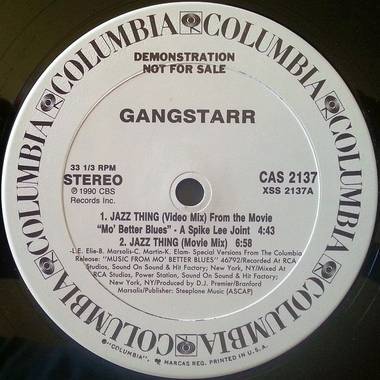 COLUMBIA COLUMBIA COLUMBIA COLUMBIA COLUMBIA
DEMONSTRATION
NOT FOR SALE
GANGSTARR
33 1/3 RPM
STEREO
℗ 1990 CBS
Records Inc.
CAS 2137
XSS 2137A
1. JAZZ THING (Video Mix) From the Movie
"Mo' Better Blues" - A Spike Lee Joint 4:43
2. JAZZ THING (Movie Mix) 6:58
-L.E. Elie-B. Marsalis-C. Martin-K. Elam- Special Versions From The Columbia
Release: "MUSIC FROM MO' BETTER BLUES" 46792/Recorded At RCA
Studios, Sound On Sound & Hit Factory; New York, NY/Mixed At
RCA Studios, Power Station, Sound On Sound & Hit Factory; New
York, NY/Produced by D.J. Premier/Branford
Marsalis/Publisher: Steeplone Music (ASCAP)
® "COLUMBIA", MARCAS REG. PRINTED IN U.S.A.